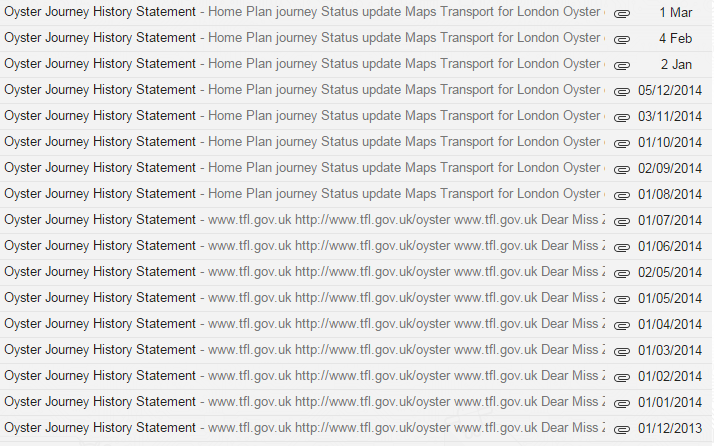 Oyster Journey History Statement - Home Plan journey Status update Maps Transport for London Oyster 1 Mar
Oyster Journey History Statement - Home Plan journey Status update Maps Transport for London Oyster 4 Feb
Oyster Journey History Statement - Home Plan journey Status update Maps Transport for London Oyster 2 Jan
Oyster Journey History Statement - Home Plan journey Status update Maps Transport for London Oyster 05/12/2014
Oyster Journey History Statement - Home Plan journey Status update Maps Transport for London Oyster 03/11/2014
Oyster Journey History Statement - Home Plan journey Status update Maps Transport for London Oyster 01/10/2014
Oyster Journey History Statement - Home Plan journey Status update Maps Transport for London Oyster 02/09/2014
Oyster Journey History Statement - Home Plan journey Status update Maps Transport for London Oyster 01/08/2014
Oyster Journey History Statement - www.tfl.gov.uk http://www.tfl.gov.uk/oyster www.tfl.gov.uk Dear Miss Z 01/07/2014
Oyster Journey History Statement - www.tfl.gov.uk http://www.tfl.gov.uk/oyster www.tfl.gov.uk Dear Miss Z 01/06/2014
Oyster Journey History Statement - www.tfl.gov.uk http://www.tfl.gov.uk/oyster www.tfl.gov.uk Dear Miss Z 02/05/2014
Oyster Journey History Statement - www.tfl.gov.uk http://www.tfl.gov.uk/oyster www.tfl.gov.uk Dear Miss Z 01/05/2014
Oyster Journey History Statement - www.tfl.gov.uk http://www.tfl.gov.uk/oyster www.tfl.gov.uk Dear Miss Z 01/04/2014
Oyster Journey History Statement - www.tfl.gov.uk http://www.tfl.gov.uk/oyster www.tfl.gov.uk Dear Miss Z 01/03/2014
Oyster Journey History Statement - www.tfl.gov.uk http://www.tfl.gov.uk/oyster www.tfl.gov.uk Dear Miss Z 01/02/2014
Oyster Journey History Statement - www.tfl.gov.uk http://www.tfl.gov.uk/oyster www.tfl.gov.uk Dear Miss Z 01/01/2014
Oyster Journey History Statement - www.tfl.gov.uk http://www.tfl.gov.uk/oyster www.tfl.gov.uk Dear Miss Z 01/12/2013